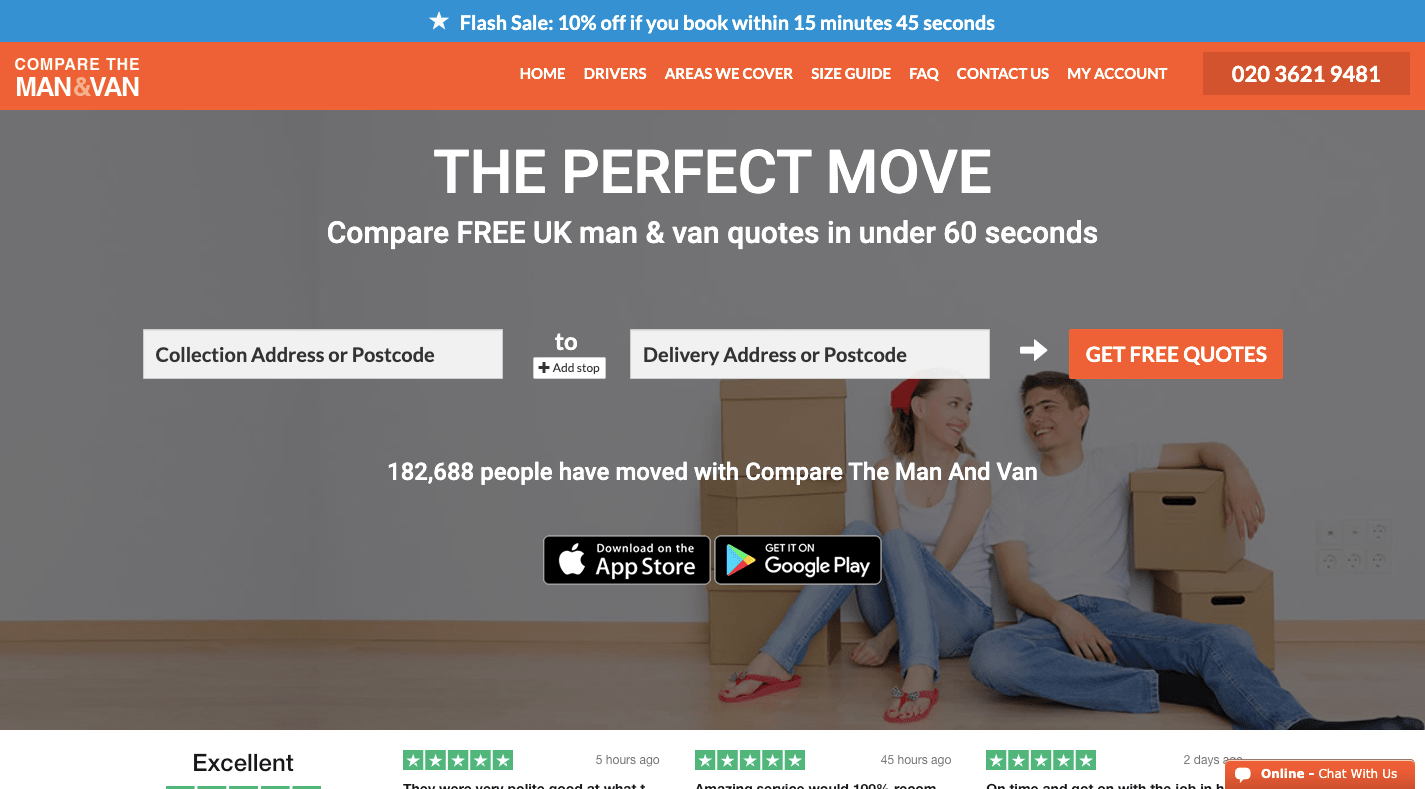 Flash Sale: 10% off if you book within 15 minutes 45 seconds
COMPARE THE
MAN&VAN
HOME DRIVERS AREAS WE COVER SIZE GUIDE FAQ CONTACT US MY ACCOUNT
020 3621 9481
THE PERFECT MOVE
Compare FREE UK man & van quotes in under 60 seconds
Collection Address or Postcode
to
+ Add stop
Delivery Address or Postcode
GET FREE QUOTES
182,688 people have moved with Compare The Man And Van
Download on the
App Store
GET IT ON
Google Play
Excellent
5 hours ago
45 hours ago
2 days ago
They were very polite good at what t...
Amazing service would 100% recom...
On time and got on with the job in h
Online - Chat With Us